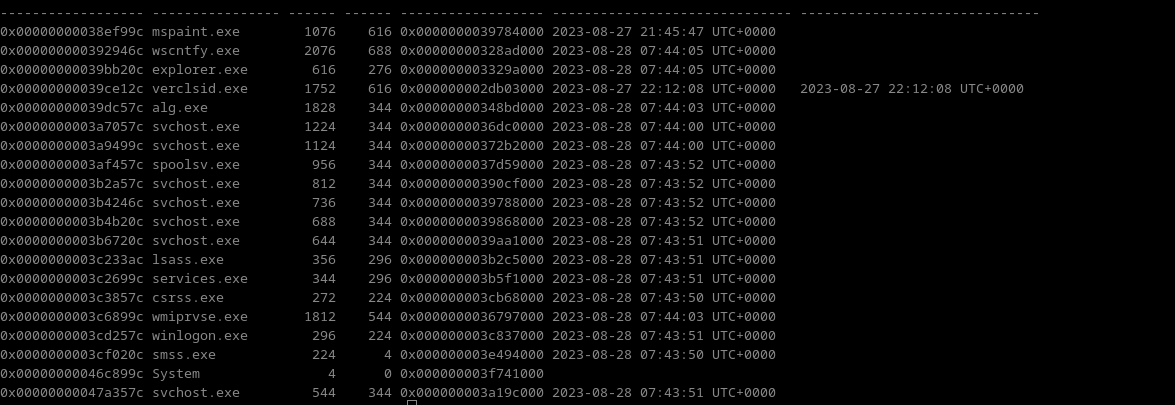 ------------------ ---------------- ------ ------ ------------------ ------------------------------ ------------------------------
0x00000000038ef99c mspaint.exe        1076    616 0x0000000039784000 2023-08-27 21:45:47 UTC+0000
0x000000000392946c wscntfy.exe        2076    688 0x00000000328ad000 2023-08-28 07:44:05 UTC+0000
0x00000000039bb20c explorer.exe        616    276 0x000000003329a000 2023-08-28 07:44:05 UTC+0000
0x00000000039ce12c verclsid.exe       1752    616 0x000000002db03000 2023-08-27 22:12:08 UTC+0000   2023-08-27 22:12:08 UTC+0000
0x00000000039dc57c alg.exe            1828    344 0x00000000348bd000 2023-08-28 07:44:03 UTC+0000
0x0000000003a7057c svchost.exe        1224    344 0x0000000036dc0000 2023-08-28 07:44:00 UTC+0000
0x0000000003a9499c svchost.exe        1124    344 0x00000000372b2000 2023-08-28 07:44:00 UTC+0000
0x0000000003af457c spoolsv.exe         956    344 0x0000000037d59000 2023-08-28 07:43:52 UTC+0000
0x0000000003b2a57c svchost.exe         812    344 0x00000000390cf000 2023-08-28 07:43:52 UTC+0000
0x0000000003b4246c svchost.exe         736    344 0x0000000039788000 2023-08-28 07:43:52 UTC+0000
0x0000000003b4b20c svchost.exe         688    344 0x0000000039868000 2023-08-28 07:43:52 UTC+0000
0x0000000003b6720c svchost.exe         644    344 0x0000000039aa1000 2023-08-28 07:43:51 UTC+0000
0x0000000003c233ac lsass.exe           356    296 0x000000003b2c5000 2023-08-28 07:43:51 UTC+0000
0x0000000003c2699c services.exe        344    296 0x000000003b5f1000 2023-08-28 07:43:51 UTC+0000
0x0000000003c3857c csrss.exe           272    224 0x000000003cb68000 2023-08-28 07:43:50 UTC+0000
0x0000000003c6899c wmiprvse.exe       1812    544 0x0000000036797000 2023-08-28 07:44:03 UTC+0000
0x0000000003cd257c winlogon.exe        296    224 0x000000003c837000 2023-08-28 07:43:51 UTC+0000
0x0000000003cf020c smss.exe            224      4 0x000000003e494000 2023-08-28 07:43:50 UTC+0000
0x00000000046c899c System                4      0 0x000000003f741000
0x00000000047a357c svchost.exe         544    344 0x000000003a19c000 2023-08-28 07:43:51 UTC+0000